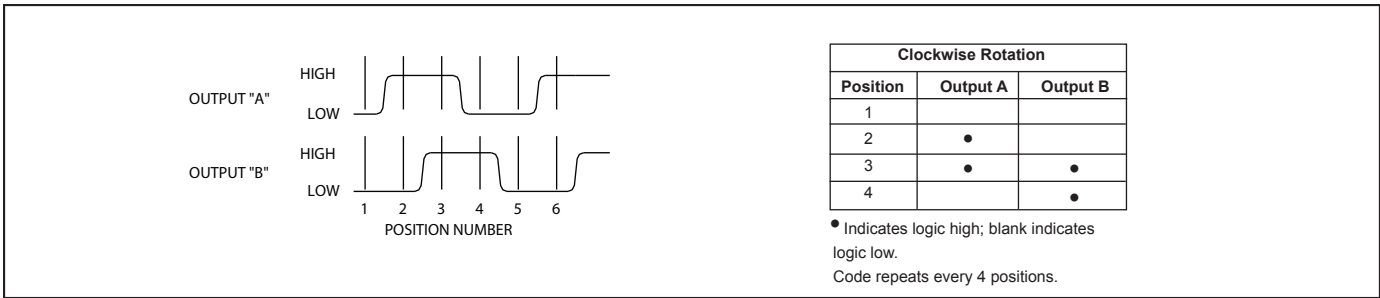 OUTPUT "A"
HIGH
LOW
OUTPUT "B"
HIGH
LOW
1 2 3 4 5 6
POSITION NUMBER
Clockwise Rotation
Position Output A Output B
1
2 •
3 • •
4 •
• Indicates logic high; blank indicates
logic low.
Code repeats every 4 positions.